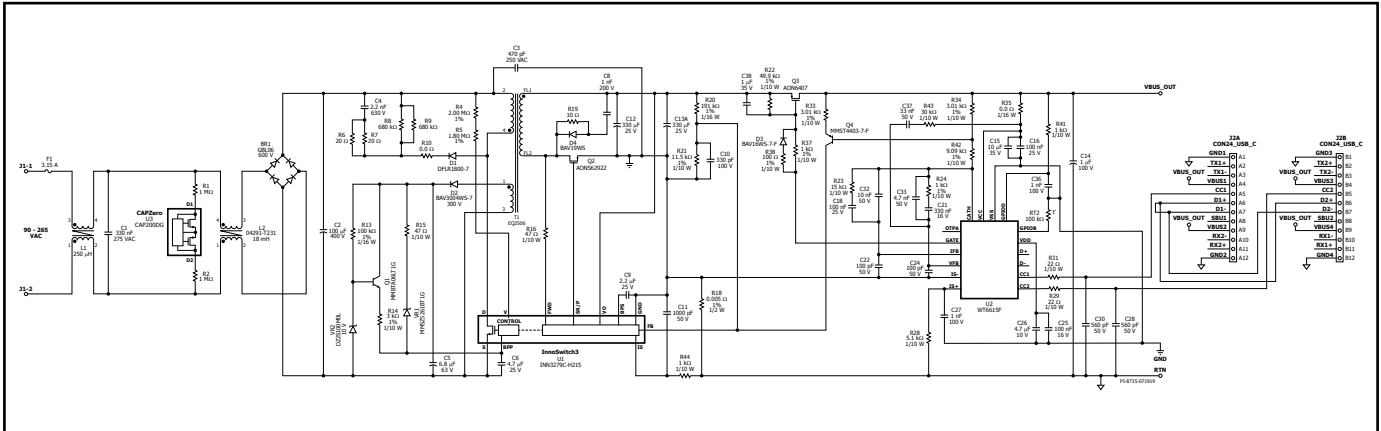 J1-1
F1
3.15 A
90 - 265
VAC
J1-2
L1
250 µH
C1
330 nF
275 VAC
R1
1 MΩ
D1
CAPZero
U3
CAP200DG
D2
R2
1 MΩ
L2
04291-T231
18 mH
BR1
GBL06
600 V
C2
100 µF
400 V
C4
2.2 nF
630 V
R6
20 Ω
R7
20 Ω
R8
680 kΩ
R9
680 kΩ
R10
0.0 Ω
D1
DFLR1800-7
R4
2.00 MΩ
1%
R5
1.80 MΩ
1%
C3
470 pF
250 VAC
D2
BAV3004WS-7
300 V
T1
EQ2506
FL1
FL2
R13
100 kΩ
1%
1/16 W
R15
47 Ω
1/10 W
Q1
R14
3 kΩ
1%
1/10 W
VR1
VR2
10 V
C5
6.8 µF
63 V
C6
4.7 µF
25 V
R16
47 Ω
1/10 W
R19
10 Ω
D4
BAV19WS
Q2
AONS62922
C8
1 nF
200 V
C12
330 µF
25 V
C13A
330 µF
25 V
D
V
FWD
SR/P
VO
BPS
GND
CONTROL
S
BPP
IS
FB
InnoSwitch3
U1
INN3279C-H215
C9
2.2 µF
25 V
C11
1000 pF
50 V
R18
0.005 Ω
1%
1/2 W
R44
1 kΩ
1/10 W
R20
191 kΩ
1%
1/16 W
R21
11.5 kΩ
1%
1/10 W
C10
330 pF
100 V
C38
1 µF
35 V
R22
49.9 kΩ
1%
1/10 W
Q3
AON6407
D3
BAV16WS-7-F
R38
100 Ω
1%
1/10 W
R37
1 kΩ
1%
1/10 W
R33
3.01 kΩ
1%
1/10 W
Q4
MMST4403-7-F
C37
33 nF
50 V
R43
30 kΩ
1/10 W
R34
3.01 kΩ
1%
1/10 W
R42
9.09 kΩ
1%
1/10 W
R35
0.0 Ω
1/16 W
C15
10 µF
35 V
C16
100 nF
25 V
R41
1 kΩ
1/10 W
R23
15 kΩ
1/10 W
C18
100 pF
25 V
C32
10 nF
50 V
C33
4.7 nF
50 V
R24
1 kΩ
1/10 W
C21
330 nF
16 V
C22
100 pF
50 V
C24
100 pF
50 V
C36
1 nF
100 V
RT2
100 kΩ
CATH
VCC
VSS
GPIO0
OTPA
GATE
IFB
VFB
IS-
IS+
GPIOB
VDD
D+
D-
CC1
CC2
U2
WT6615F
R31
22 Ω
1/10 W
R29
22 Ω
1/10 W
R28
5.1 kΩ
1/10 W
C27
1 nF
100 V
C26
4.7 µF
10 V
C25
100 nF
16 V
C30
560 pF
50 V
C28
560 pF
50 V
C14
1 µF
100 V
VBUS_OUT
GND
RTN
PI-8735-071919
J2A
CON24_USB_C
GND1 A1
TX1+ A2
TX1- A3
VBUS_OUT
VBUS1 A4
CC1 A5
D1+ A6
D1- A7
VBUS_OUT SBU1 A8
VBUS2 A9
RX2- A10
RX2+ A11
GND2 A12
J2B
CON24_USB_C
GND3 B1
TX2+ B2
TX2- B3
VBUS_OUT
VBUS3 B4
CC2 B5
D2+ B6
D2- B7
VBUS_OUT SBU2 B8
VBUS4 B9
RX1- B10
RX1+ B11
GND4 B12